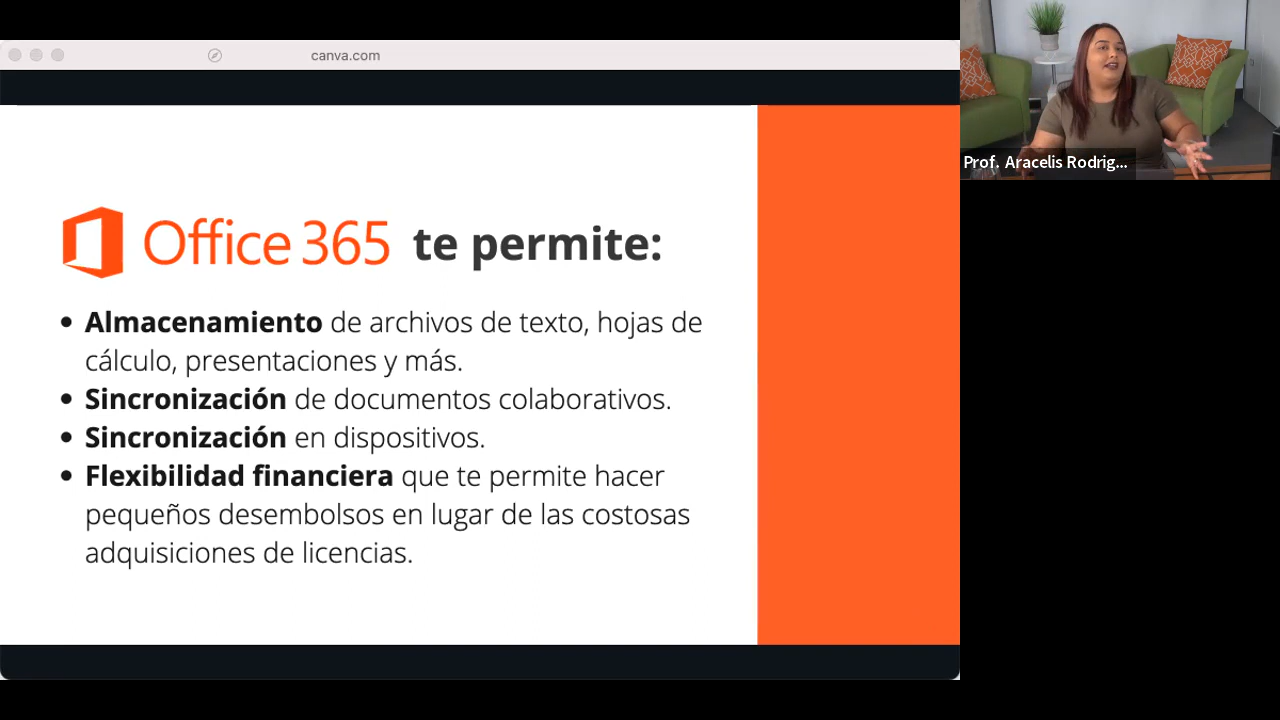 canva.com
Office 365 te permite:
• Almacenamiento de archivos de texto, hojas de
cálculo, presentaciones y más.
• Sincronización de documentos colaborativos.
• Sincronización en dispositivos.
• Flexibilidad financiera que te permite hacer
pequeños desembolsos en lugar de las costosas
adquisiciones de licencias.
Prof. Aracelis Rodrig...